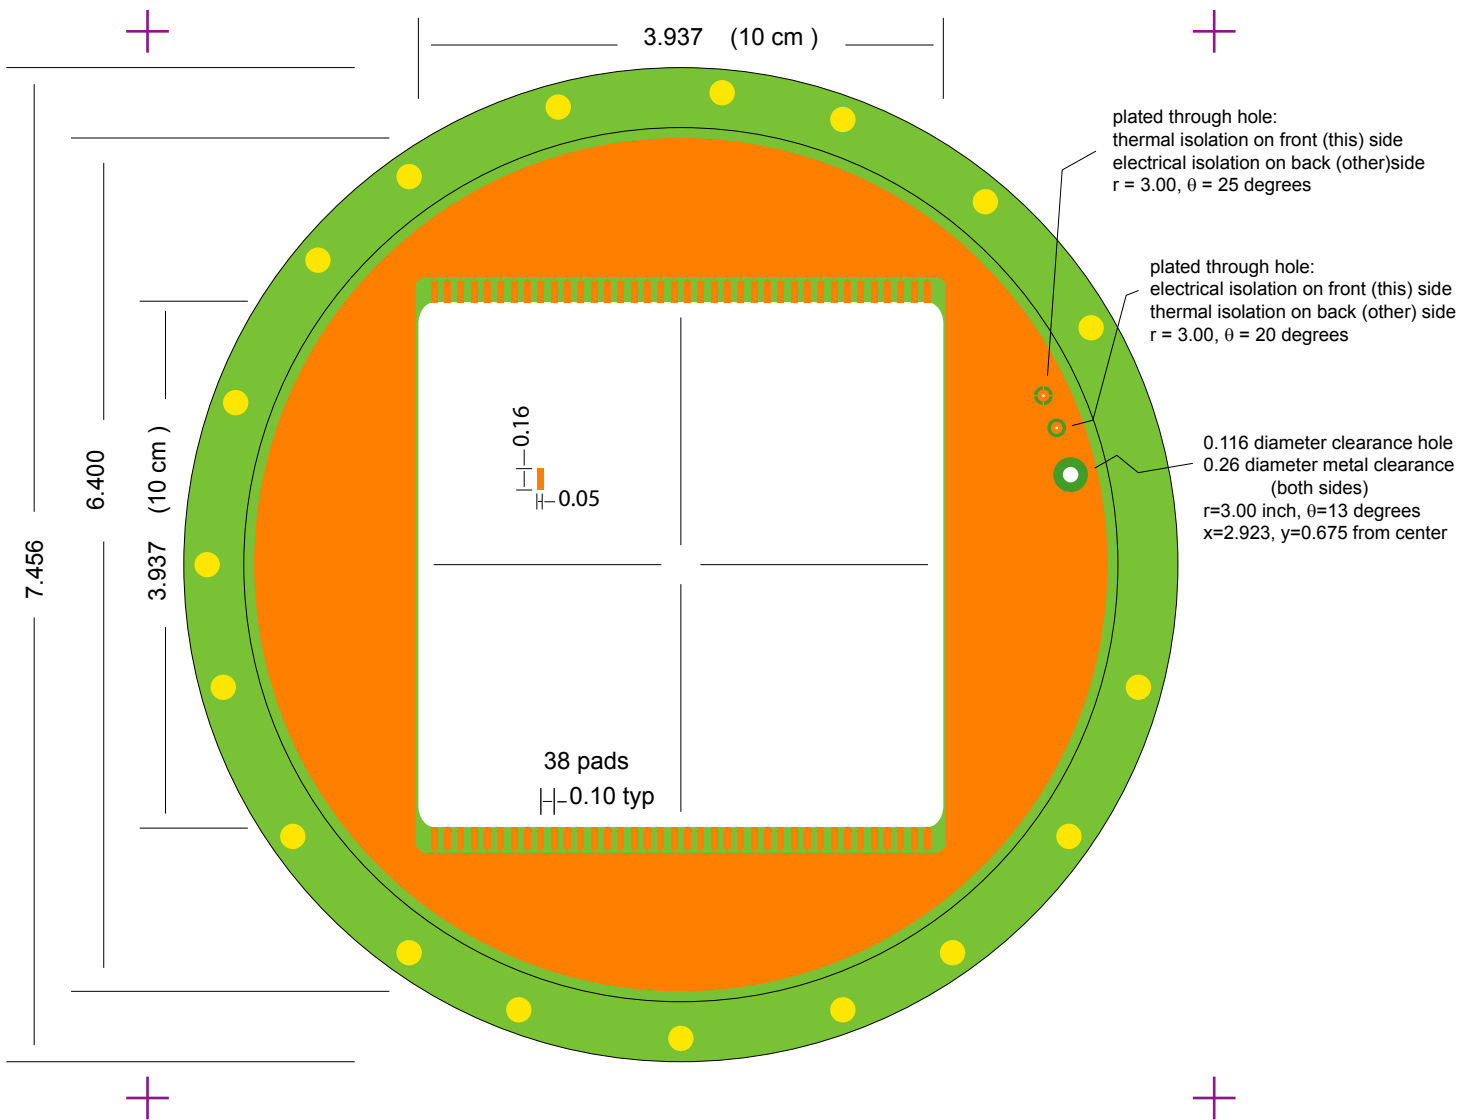 3.937 (10 cm )
plated through hole:
thermal isolation on front (this) side
electrical isolation on back (other)side
r = 3.00, θ = 25 degrees
plated through hole:
electrical isolation on front (this) side
thermal isolation on back (other) side
r = 3.00, θ = 20 degrees
0.116 diameter clearance hole
0.26 diameter metal clearance
(both sides)
r=3.00 inch, θ=13 degrees
x=2.923, y=0.675 from center
7.456
6.400
3.937 (10 cm )
0.16
0.05
38 pads
0.10 typ